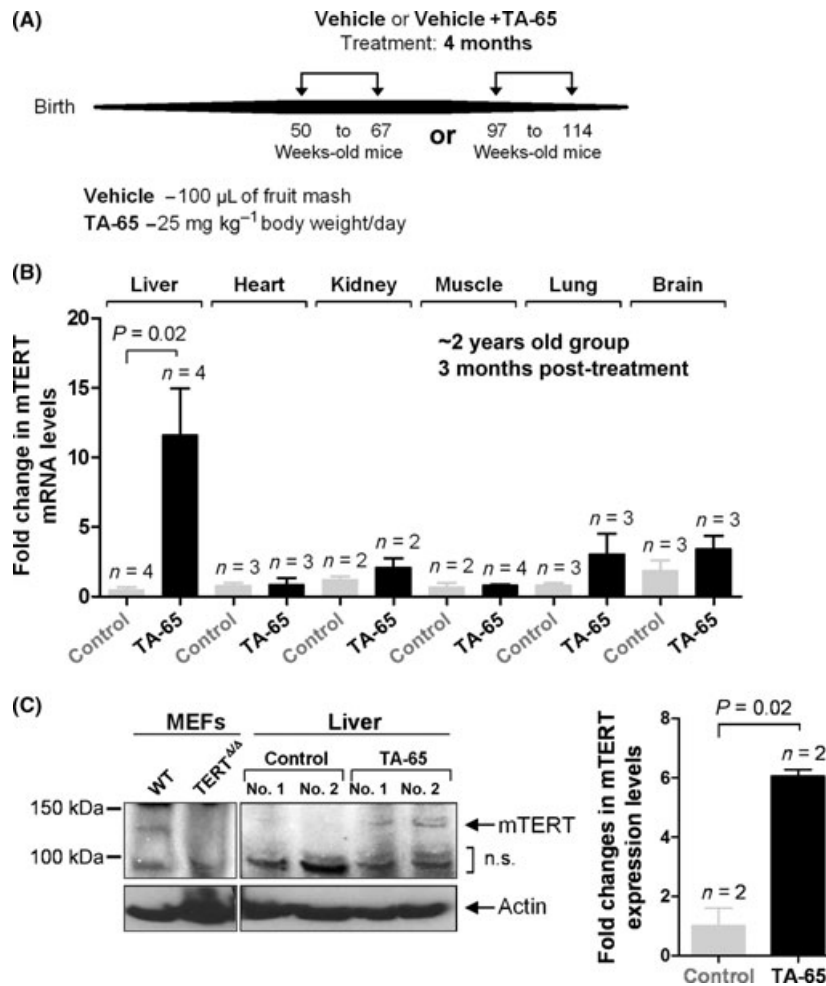 (A)
Vehicle or Vehicle +TA-65
Treatment: 4 months
Birth
50 to 67
Weeks-old mice
or
97 to 114
Weeks-old mice
Vehicle –100 µL of fruit mash
TA-65 –25 mg kg⁻¹ body weight/day
(B)
Liver Heart Kidney Muscle Lung Brain
Fold change in mTERT
mRNA levels
20
15
10
5
0
P = 0.02
~2 years old group
3 months post-treatment
n = 4
n = 4
n = 3
n = 3
n = 2
n = 2
n = 2
n = 4
n = 3
n = 3
n = 3
n = 3
Control TA-65 Control TA-65 Control TA-65 Control TA-65 Control TA-65 Control TA-65
(C)
MEFs Liver
WT TERT^Δ/Δ
Control TA-65
No. 1 No. 2 No. 1 No. 2
150 kDa
100 kDa
mTERT
n.s.
Actin
Fold changes in mTERT
expression levels
8
6
4
2
0
P = 0.02
n = 2
n = 2
Control TA-65